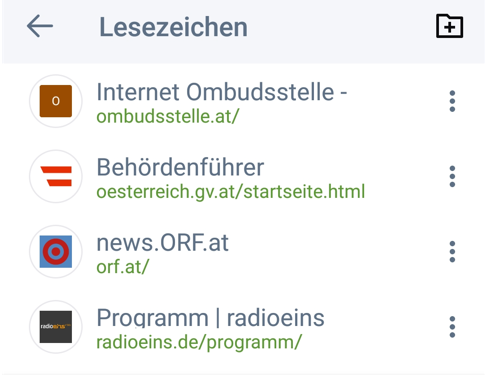 Lesezeichen
O
Internet Ombudsstelle -
ombudsstelle.at/
Behördenführer
oesterreich.gv.at/startseite.html
news.ORF.at
orf.at/
radioeins
Programm | radioeins
radioeins.de/programm/